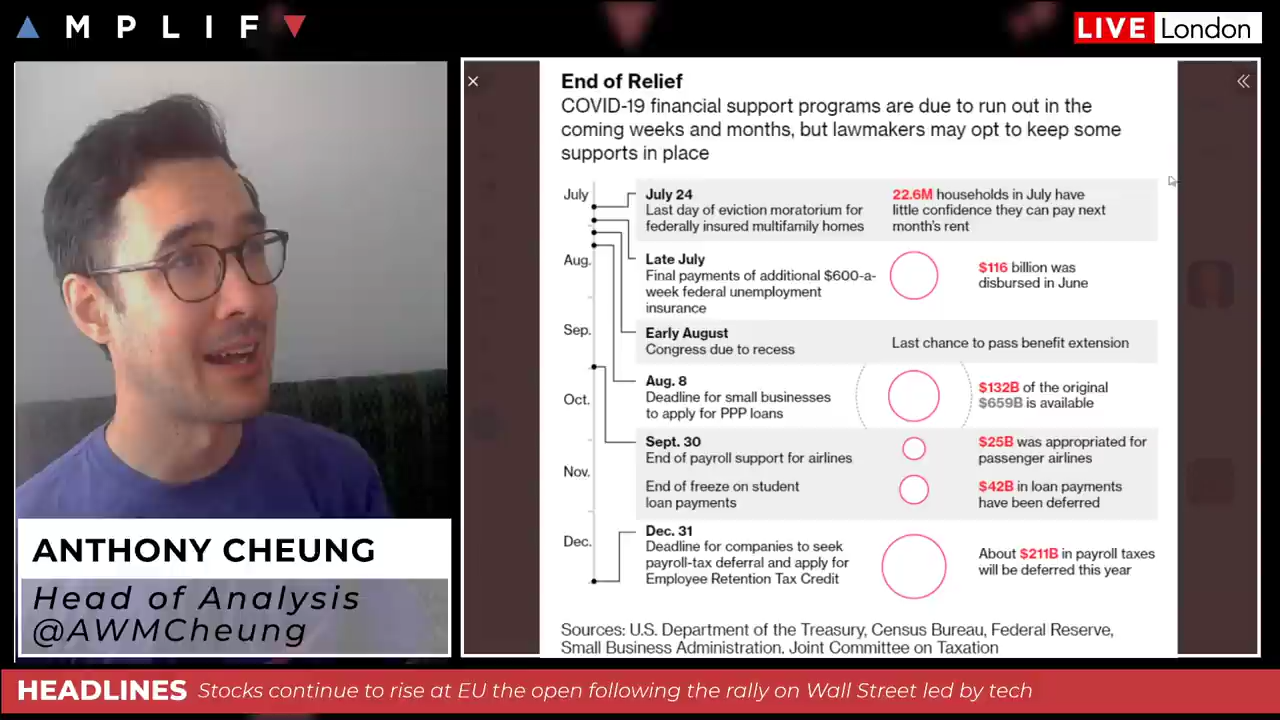 MPLIF
LIVE London
End of Relief
COVID-19 financial support programs are due to run out in the
coming weeks and months, but lawmakers may opt to keep some
supports in place
July
July 24
Last day of eviction moratorium for
federally insured multifamily homes
22.6M households in July have
little confidence they can pay next
month's rent
Aug.
Late July
Final payments of additional $600-a-
week federal unemployment
insurance
$116 billion was
disbursed in June
Sep.
Early August
Congress due to recess
Last chance to pass benefit extension
Aug. 8
Deadline for small businesses
to apply for PPP loans
$132B of the original
$659B is available
Oct.
Sept. 30
End of payroll support for airlines
$25B was appropriated for
passenger airlines
Nov.
End of freeze on student
loan payments
$42B in loan payments
have been deferred
Dec.
Dec. 31
Deadline for companies to seek
payroll-tax deferral and apply for
Employee Retention Tax Credit
About $211B in payroll taxes
will be deferred this year
Sources: U.S. Department of the Treasury, Census Bureau, Federal Reserve,
Small Business Administration, Joint Committee on Taxation
ANTHONY CHEUNG
Head of Analysis
@AWMCheung
HEADLINES Stocks continue to rise at EU the open following the rally on Wall Street led by tech